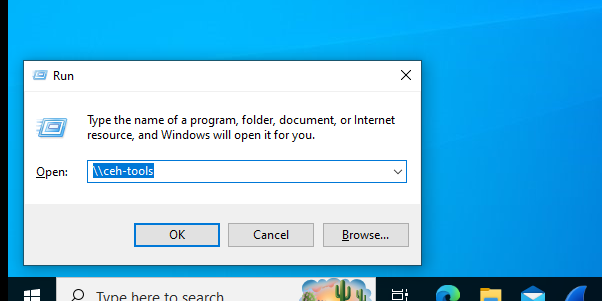 Run
Type the name of a program, folder, document, or Internet
resource, and Windows will open it for you.
Open: \\ceh-tools
OK Cancel Browse...
Type here to search